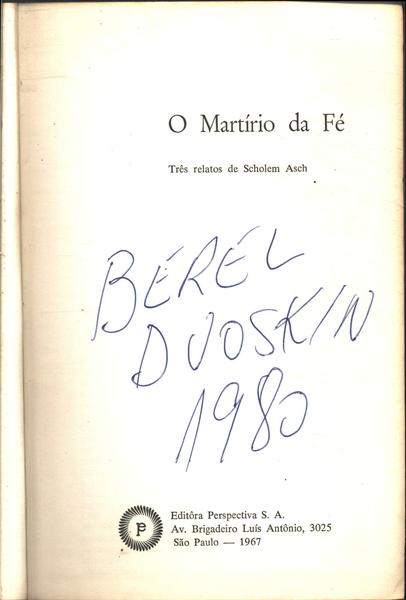 O Martírio da Fé
Três relatos de Scholem Asch
BEREL
DVOSKIN
1980
p
Editôra Perspectiva S. A.
Av. Brigadeiro Luís Antônio, 3025
São Paulo — 1967